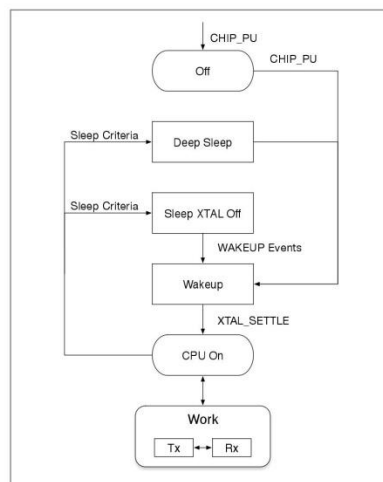 CHIP_PU
Off
CHIP_PU
Sleep Criteria
Deep Sleep
Sleep Criteria
Sleep XTAL Off
WAKEUP Events
Wakeup
XTAL_SETTLE
CPU On
Work
Tx
Rx